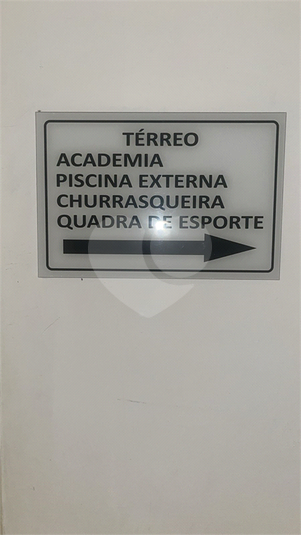 TÉRREO
ACADEMIA
PISCINA EXTERNA
CHURRASQUEIRA
QUADRA DE ESPORTE